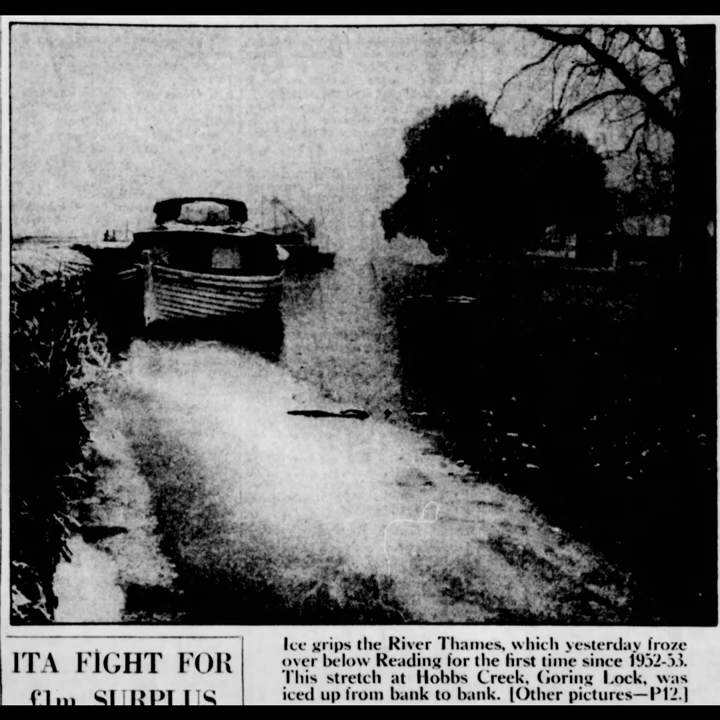 ITA FIGHT FOR
£1m SURPLUS
Ice grips the River Thames, which yesterday froze
over below Reading for the first time since 1952-53.
This stretch at Hobbs Creek, Goring Lock, was
iced up from bank to bank. [Other pictures—P12.]